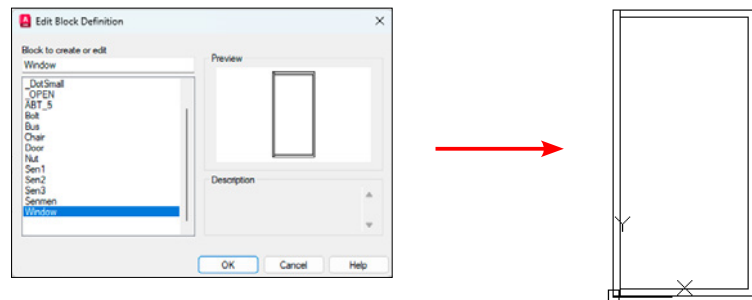 Edit Block Definition
Block to create or edit
Window
_DotSmall
_OPEN
ABT_5
Bolt
Bus
Chair
Door
Nut
Sen1
Sen2
Sen3
Senmen
Window
Preview
Description
OK
Cancel
Help
Y
X